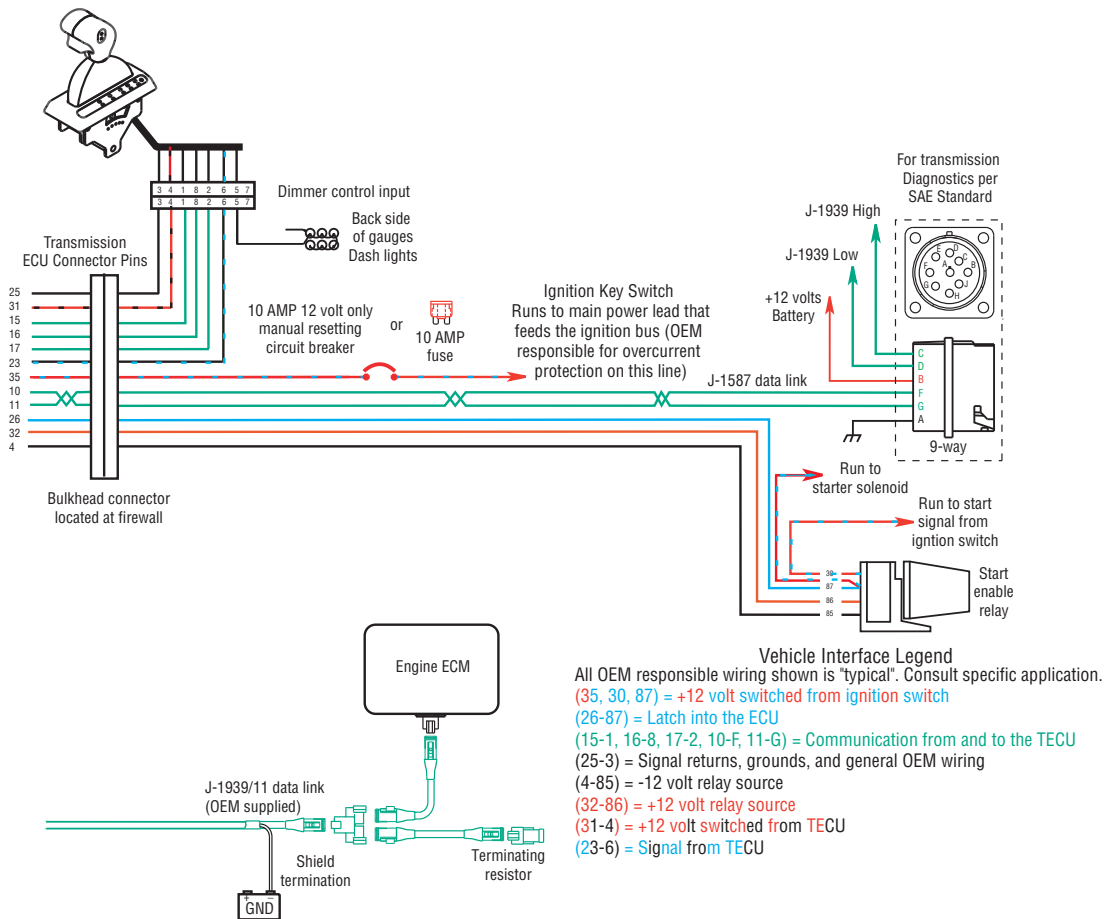 3 4 1 8 2 6 5 7
3 4 1 8 2 6 5 7
Dimmer control input
Back side
of gauges
Dash lights
Transmission
ECU Connector Pins
25
31
15
16
17
23
35
10
11
26
32
4
Bulkhead connector
located at firewall
10 AMP 12 volt only
manual resetting
circuit breaker
or
10 AMP
fuse
Ignition Key Switch
Runs to main power lead that
feeds the ignition bus (OEM
responsible for overcurrent
protection on this line)
J-1587 data link
For transmission
Diagnostics per
SAE Standard
J-1939 High
J-1939 Low
+12 volts
Battery
E
D
C
F
A
B
G
J
H
C
D
B
F
G
A
9-way
Run to
starter solenoid
Run to start
signal from
igntion switch
30
87
86
85
Start
enable
relay
Engine ECM
J-1939/11 data link
(OEM supplied)
Shield
termination
Terminating
resistor
+ −
GND
Vehicle Interface Legend
All OEM responsible wiring shown is "typical". Consult specific application.
(35, 30, 87) = +12 volt switched from ignition switch
(26-87) = Latch into the ECU
(15-1, 16-8, 17-2, 10-F, 11-G) = Communication from and to the TECU
(25-3) = Signal returns, grounds, and general OEM wiring
(4-85) = -12 volt relay source
(32-86) = +12 volt relay source
(31-4) = +12 volt switched from TECU
(23-6) = Signal from TECU